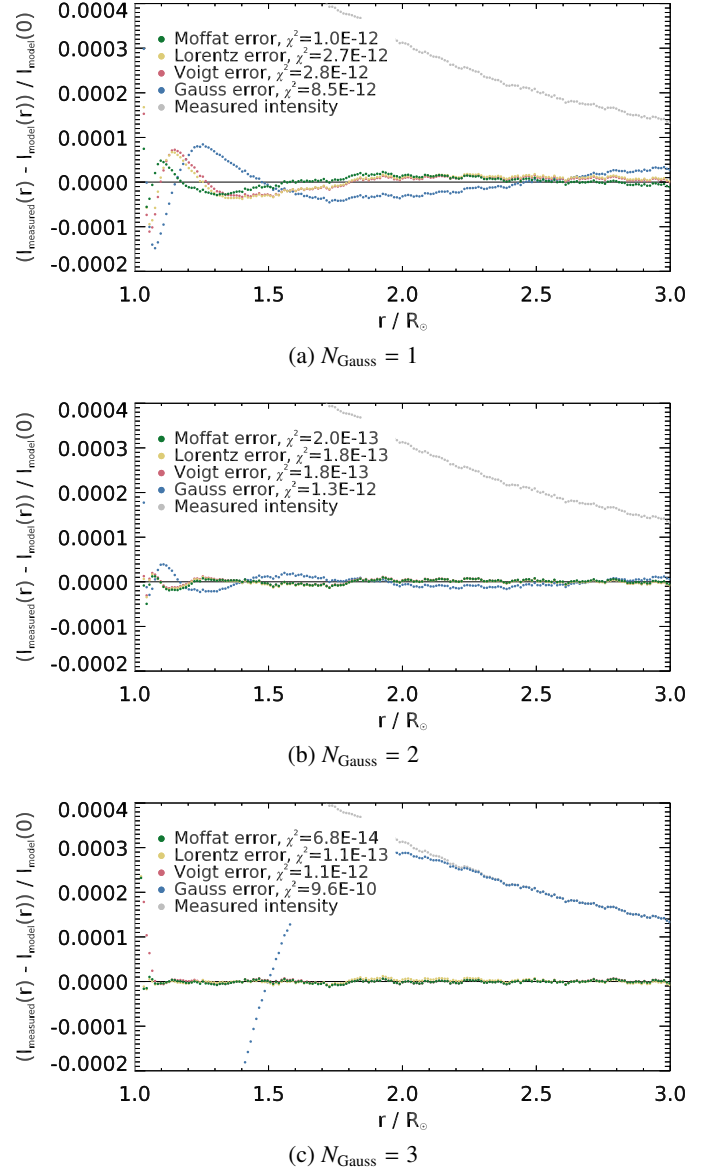 0.0004
0.0003
0.0002
0.0001
0.0000
-0.0001
-0.0002
(I_measured(r) - I_model(r)) / I_model(0)
Moffat error, χ²=1.0E-12
Lorentz error, χ²=2.7E-12
Voigt error, χ²=2.8E-12
Gauss error, χ²=8.5E-12
Measured intensity
1.0 1.5 2.0 2.5 3.0
r / R☉
(a) N_Gauss = 1
0.0004
0.0003
0.0002
0.0001
0.0000
-0.0001
-0.0002
(I_measured(r) - I_model(r)) / I_model(0)
Moffat error, χ²=2.0E-13
Lorentz error, χ²=1.8E-13
Voigt error, χ²=1.8E-13
Gauss error, χ²=1.3E-12
Measured intensity
1.0 1.5 2.0 2.5 3.0
r / R☉
(b) N_Gauss = 2
0.0004
0.0003
0.0002
0.0001
0.0000
-0.0001
-0.0002
(I_measured(r) - I_model(r)) / I_model(0)
Moffat error, χ²=6.8E-14
Lorentz error, χ²=1.1E-13
Voigt error, χ²=1.1E-12
Gauss error, χ²=9.6E-10
Measured intensity
1.0 1.5 2.0 2.5 3.0
r / R☉
(c) N_Gauss = 3